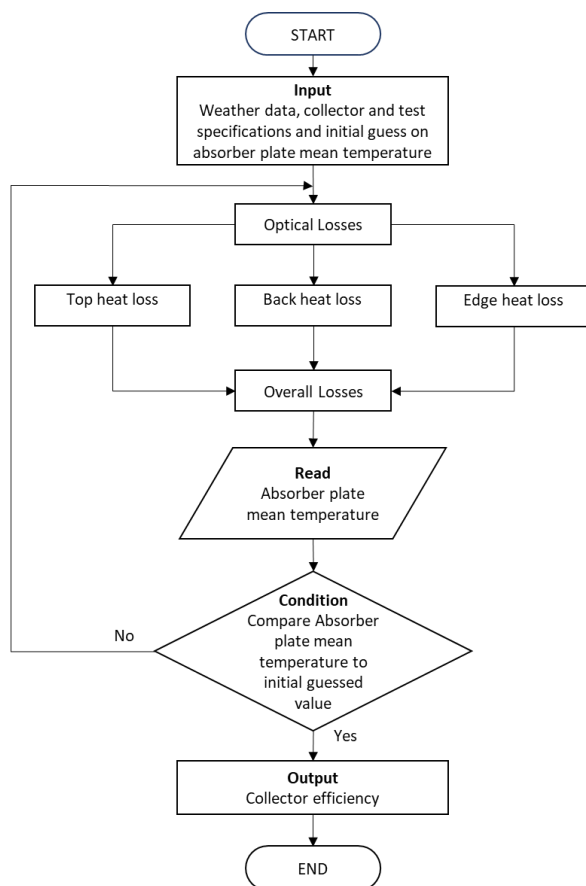 START
Input
Weather data, collector and test
specifications and initial guess on
absorber plate mean temperature
Optical Losses
Top heat loss
Back heat loss
Edge heat loss
Overall Losses
Read
Absorber plate
mean temperature
Condition
Compare Absorber
plate mean
temperature to
initial guessed
value
No
Yes
Output
Collector efficiency
END